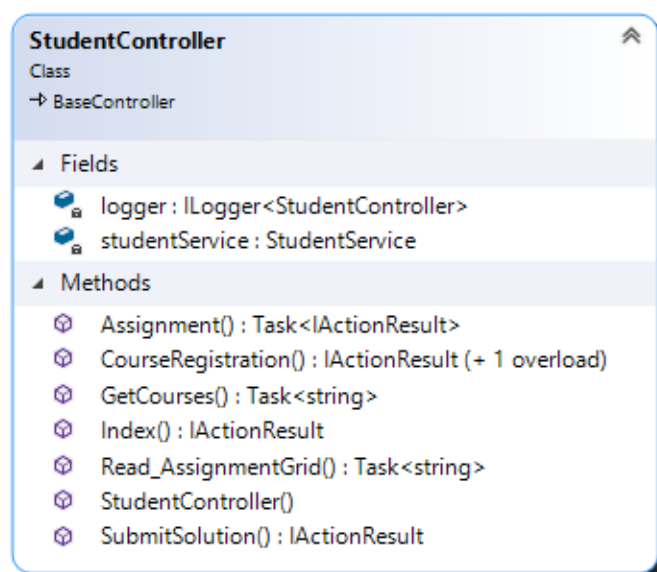 StudentController
Class
BaseController
Fields
logger : ILogger<StudentController>
studentService : StudentService
Methods
Assignment() : Task<IActionResult>
CourseRegistration() : IActionResult (+ 1 overload)
GetCourses() : Task<string>
Index() : IActionResult
Read_AssignmentGrid() : Task<string>
StudentController()
SubmitSolution() : IActionResult